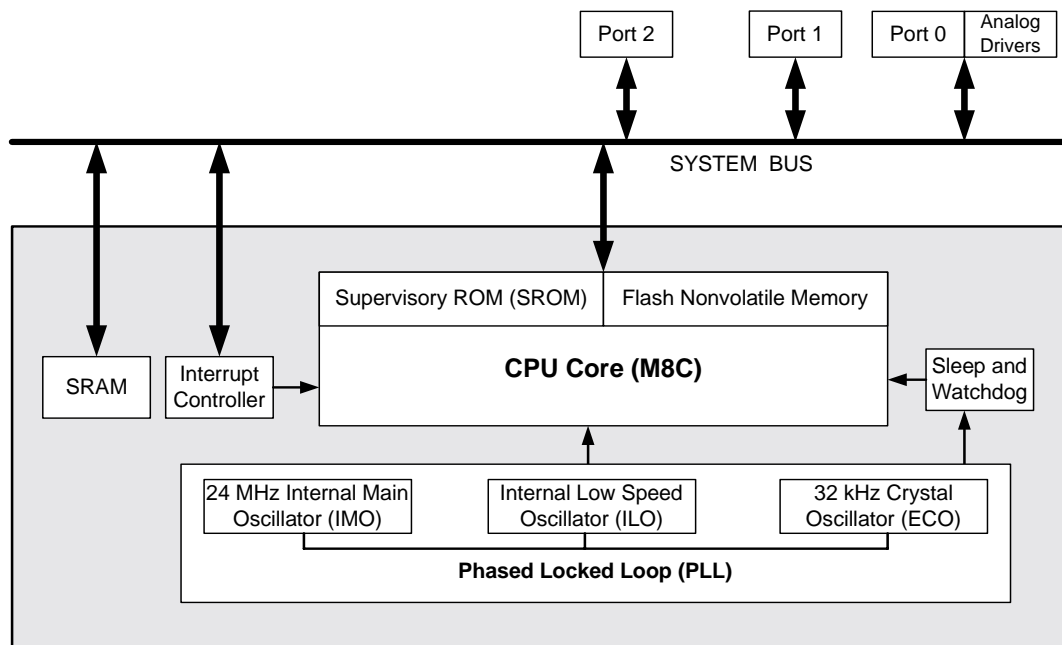 Port 2
Port 1
Port 0
Analog
Drivers
SYSTEM BUS
Supervisory ROM (SROM)
Flash Nonvolatile Memory
CPU Core (M8C)
SRAM
Interrupt
Controller
Sleep and
Watchdog
24 MHz Internal Main
Oscillator (IMO)
Internal Low Speed
Oscillator (ILO)
32 kHz Crystal
Oscillator (ECO)
Phased Locked Loop (PLL)